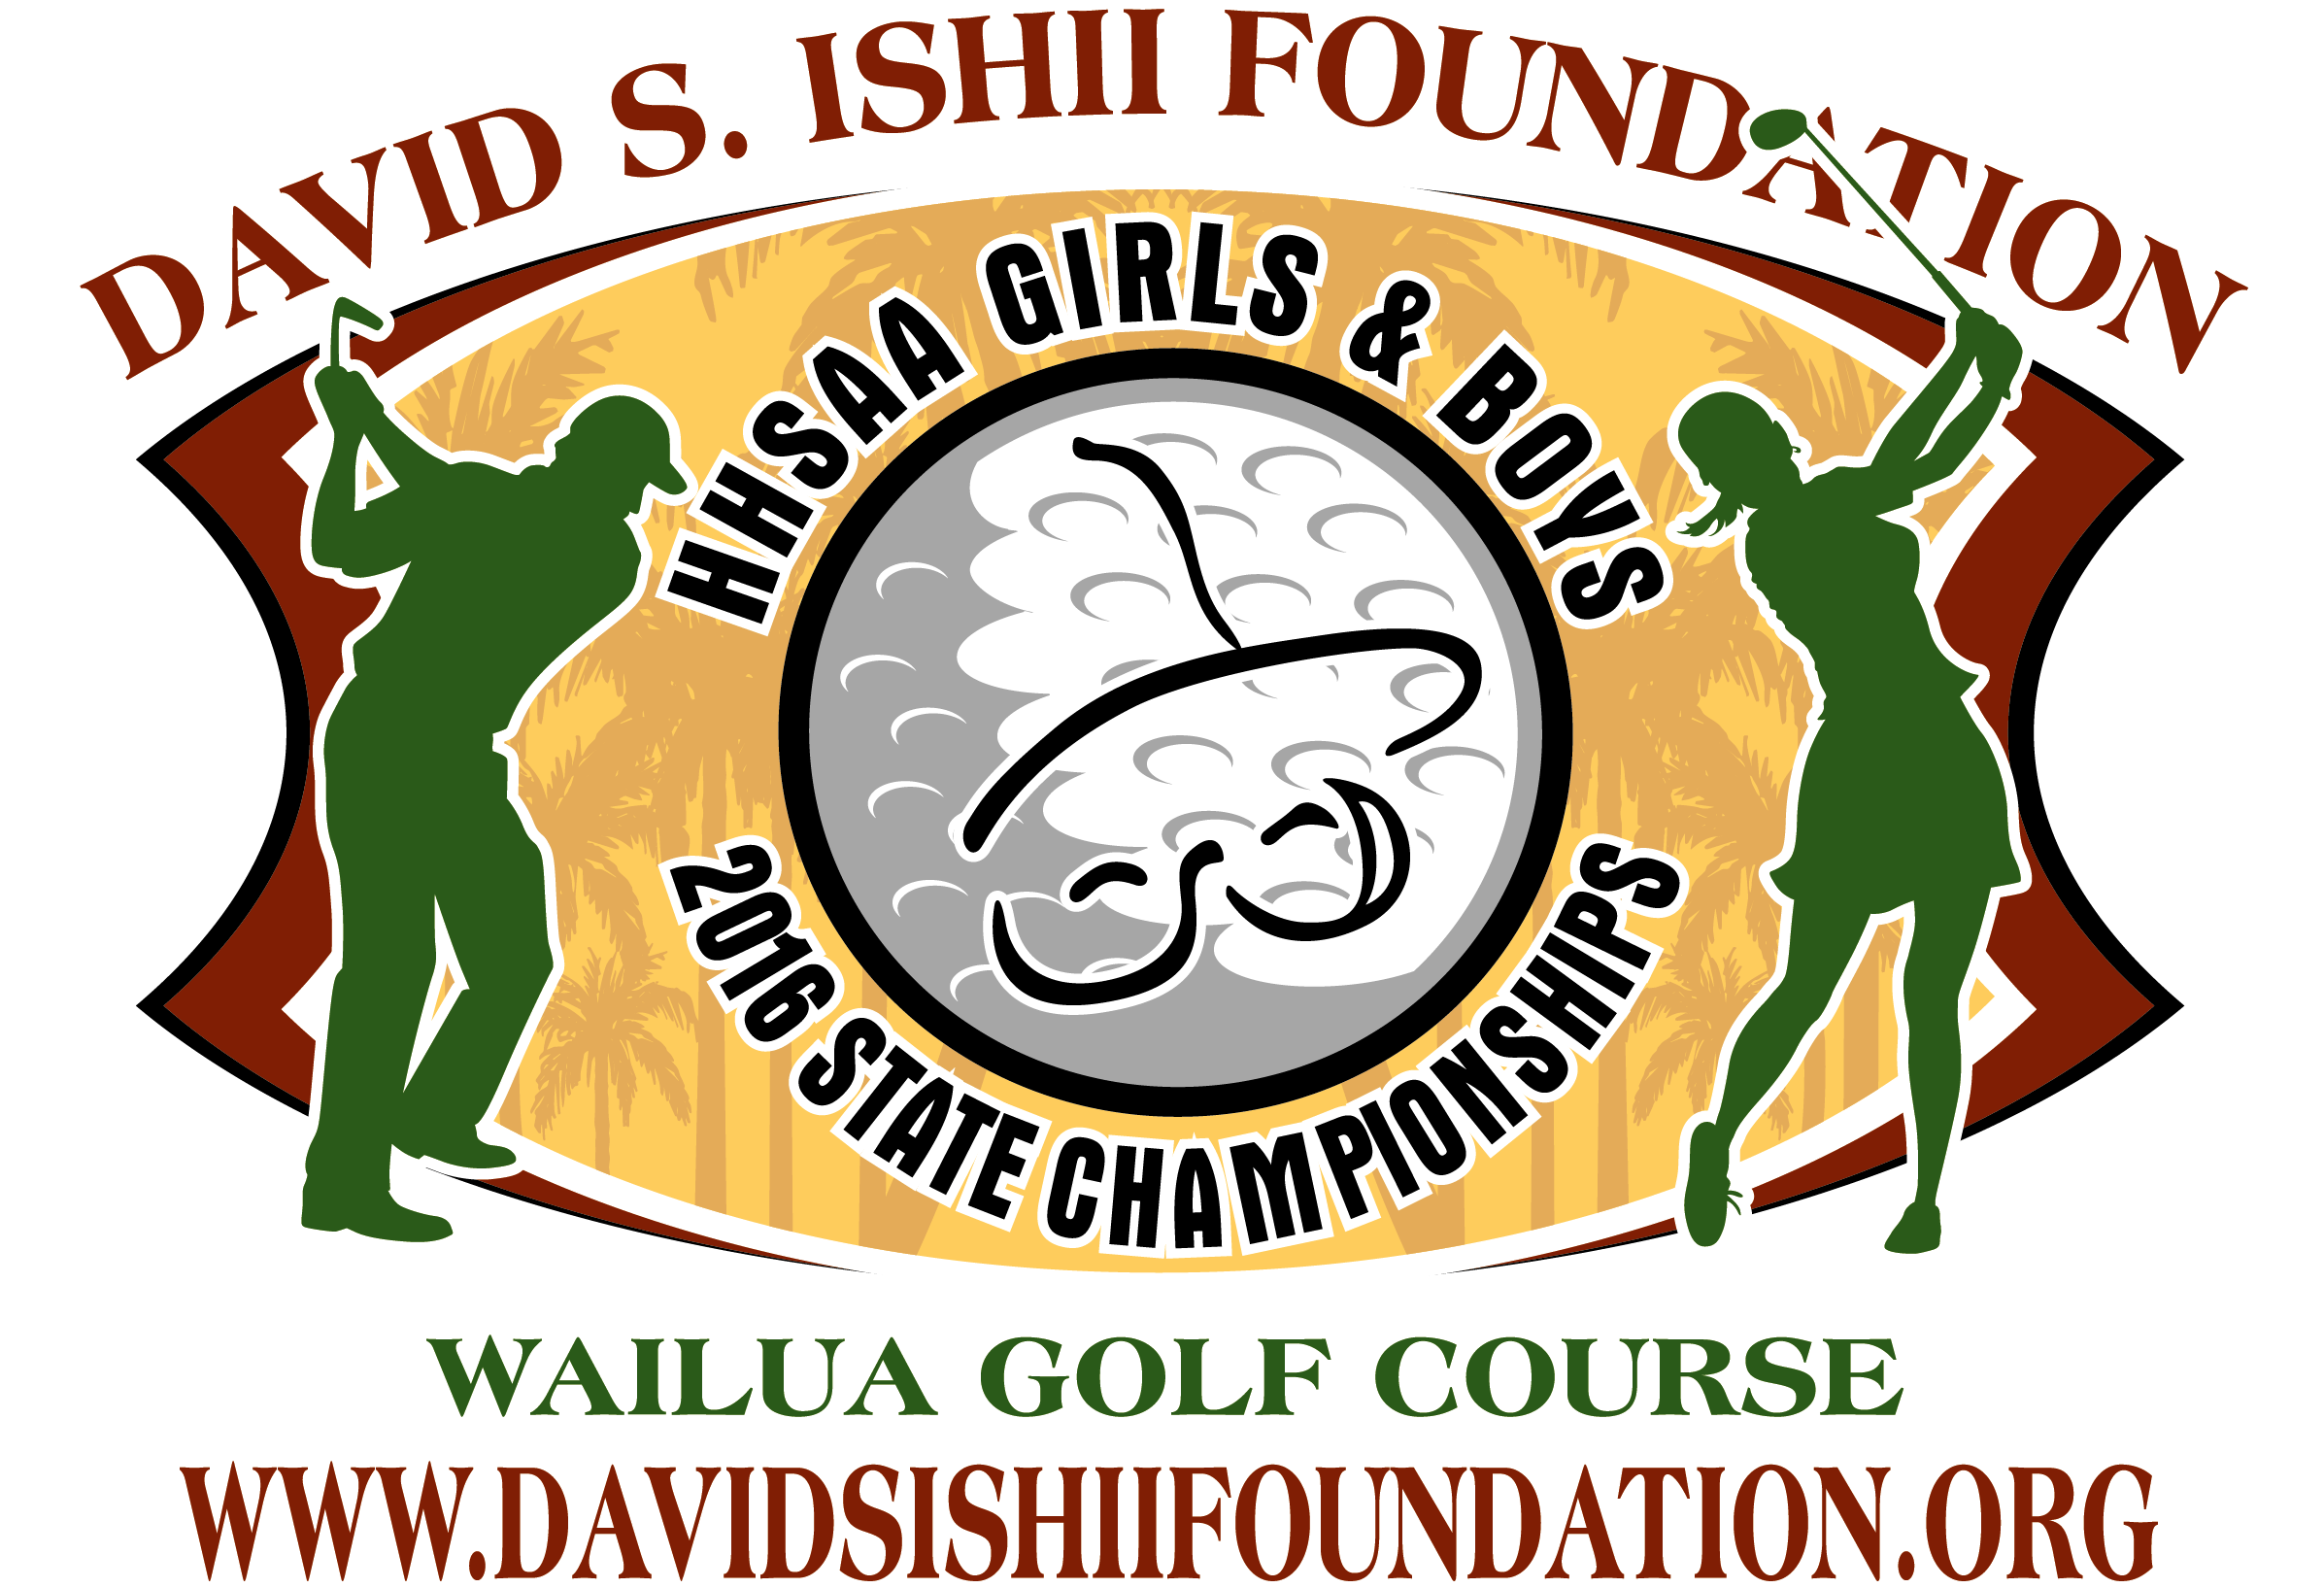 DAVID S. ISHII FOUNDATION
HHSAA GIRLS & BOYS
2016 STATE CHAMPIONSHIPS
WAILUA GOLF COURSE
WWW.DAVIDSISHIIFOUNDATION.ORG